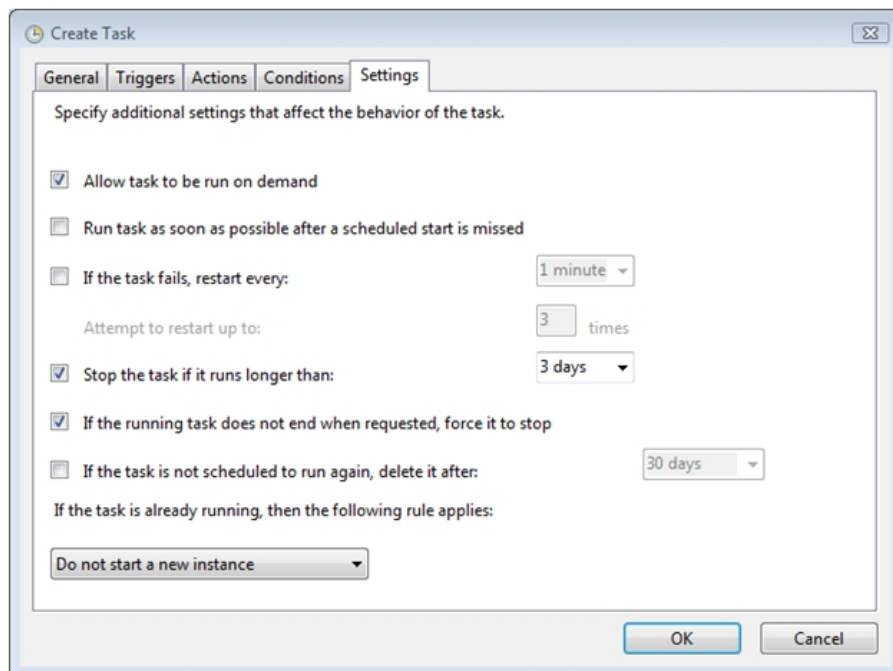 Create Task
General Triggers Actions Conditions Settings
Specify additional settings that affect the behavior of the task.
Allow task to be run on demand
Run task as soon as possible after a scheduled start is missed
If the task fails, restart every: 1 minute
Attempt to restart up to: 3 times
Stop the task if it runs longer than: 3 days
If the running task does not end when requested, force it to stop
If the task is not scheduled to run again, delete it after: 30 days
If the task is already running, then the following rule applies:
Do not start a new instance
OK Cancel